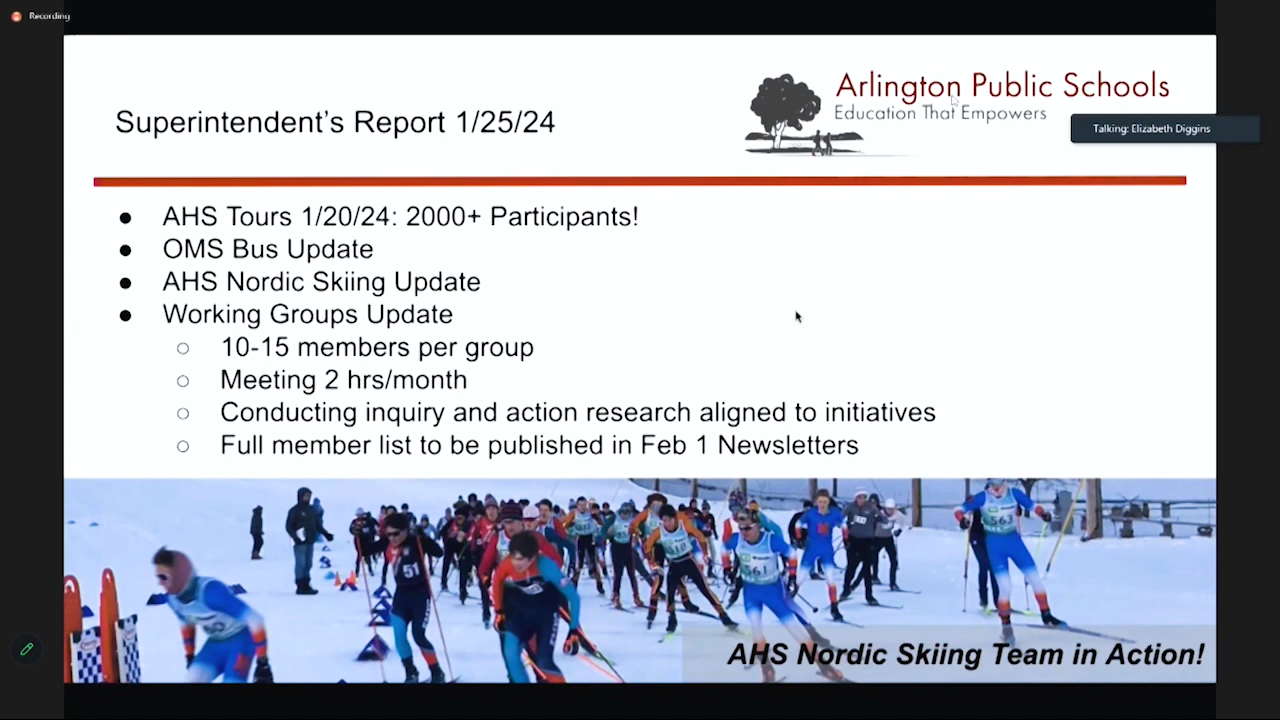 Recording
Arlington Public Schools
Education That Empowers
Superintendent's Report 1/25/24
Talking: Elizabeth Diggins
● AHS Tours 1/20/24: 2000+ Participants!
● OMS Bus Update
● AHS Nordic Skiing Update
● Working Groups Update
○ 10-15 members per group
○ Meeting 2 hrs/month
○ Conducting inquiry and action research aligned to initiatives
○ Full member list to be published in Feb 1 Newsletters
51
561
563
AHS Nordic Skiing Team in Action!